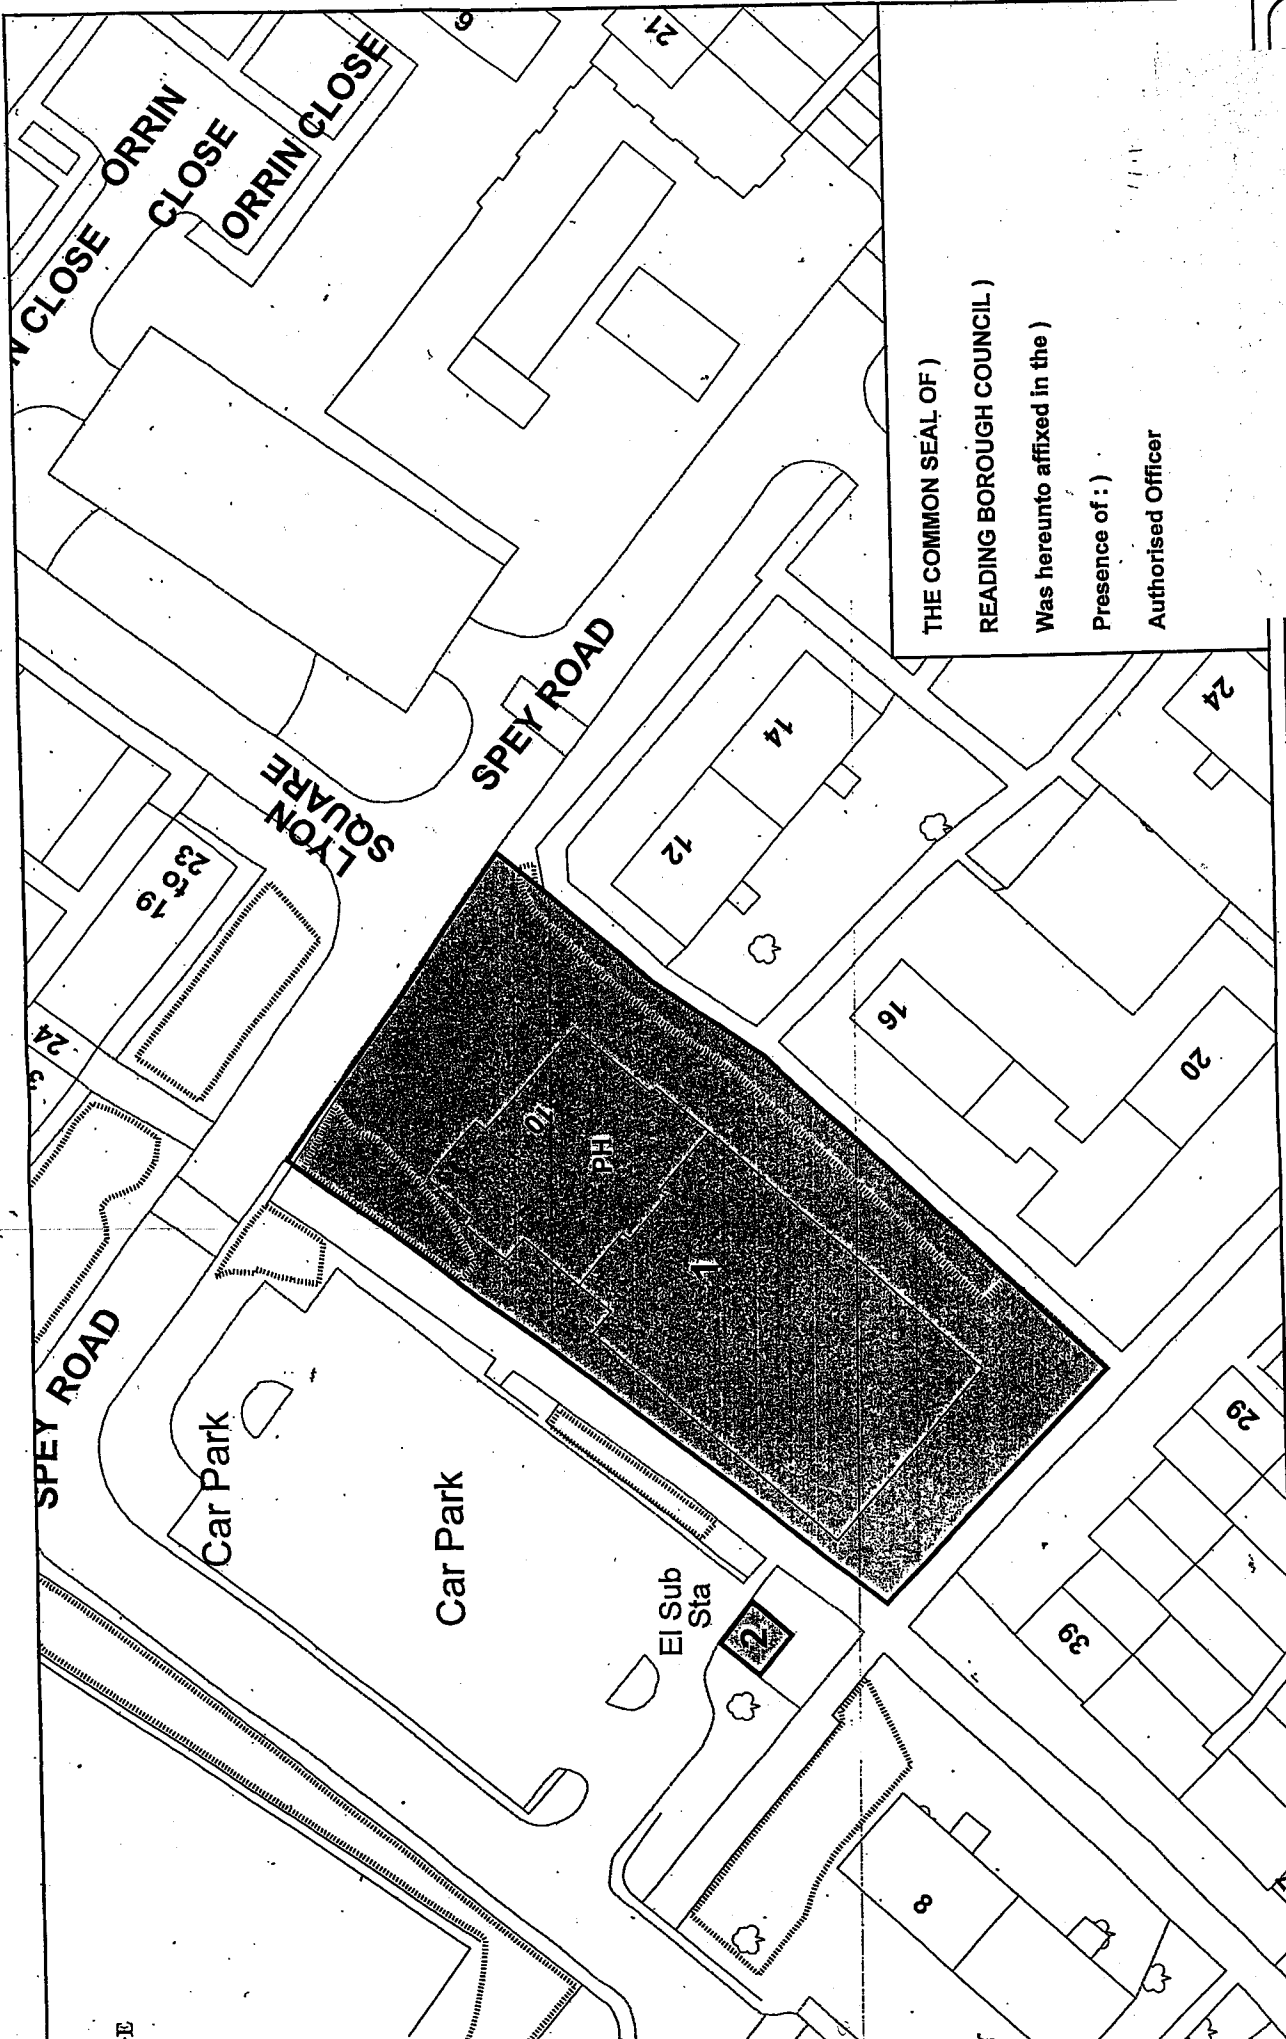 SPEY ROAD
Car Park
Car Park
El Sub
Sta
2
8
39
29
1
PH
10
24
19
to
23
LYON
SQUARE
SPEY ROAD
12
14
16
20
24
CLOSE
ORRIN
CLOSE
ORRIN CLOSE
6
21
THE COMMON SEAL OF )
READING BOROUGH COUNCIL )
Was hereunto affixed in the )
Presence of : )
Authorised Officer